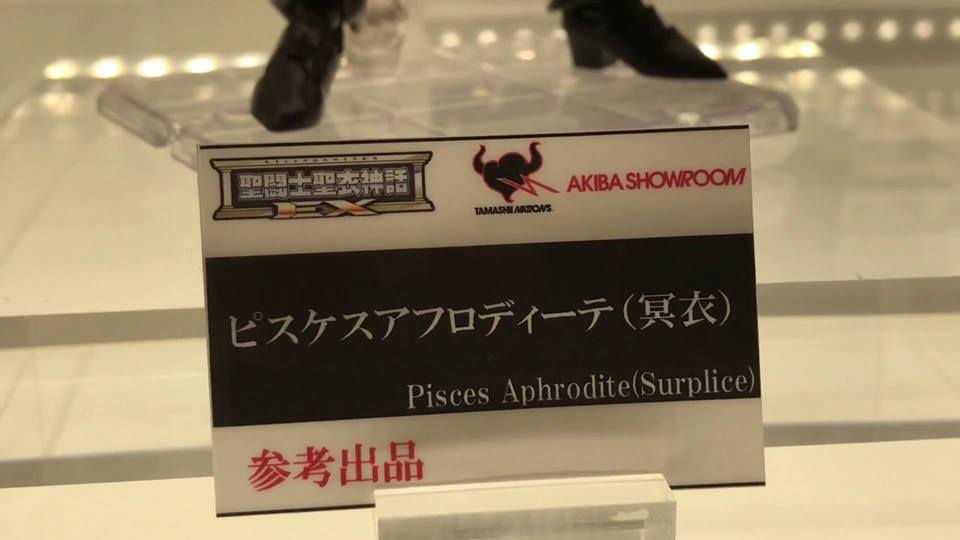 聖闘士聖衣神話
EX
TAMASHII NATIONS
AKIBA SHOWROOM
ピスケスアフロディーテ(冥衣)
Pisces Aphrodite(Surplice)
参考出品